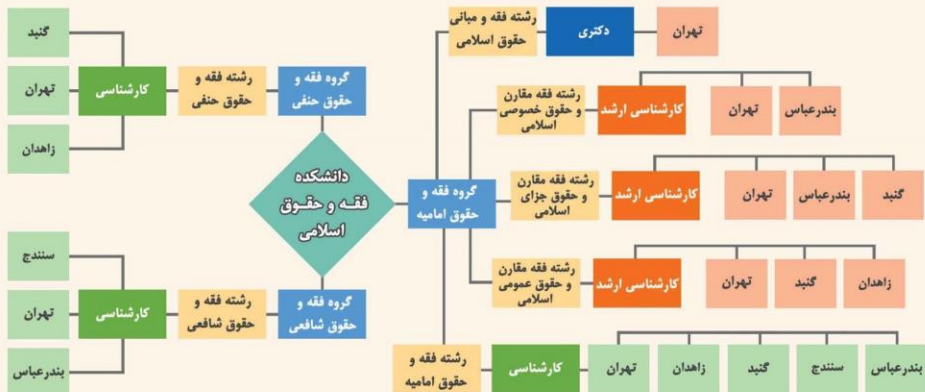 دانشکده
فقه و حقوق
اسلامی
گروه فقه و
حقوق حنفی
رشته فقه و
حقوق حنفی
کارشناسی
گنبد
تهران
زاهدان
گروه فقه و
حقوق شافعی
رشته فقه و
حقوق شافعی
کارشناسی
سنندج
تهران
بندرعباس
گروه فقه و
حقوق امامیه
رشته فقه و مبانی
حقوق اسلامی
دکتری
تهران
رشته فقه مقارن
و حقوق خصوصی
اسلامی
کارشناسی ارشد
تهران
بندرعباس
رشته فقه مقارن
و حقوق جزای
اسلامی
کارشناسی ارشد
تهران
بندرعباس
گنبد
رشته فقه مقارن
و حقوق عمومی
اسلامی
کارشناسی ارشد
تهران
گنبد
زاهدان
رشته فقه و
حقوق امامیه
کارشناسی
تهران
زاهدان
گنبد
سنندج
بندرعباس